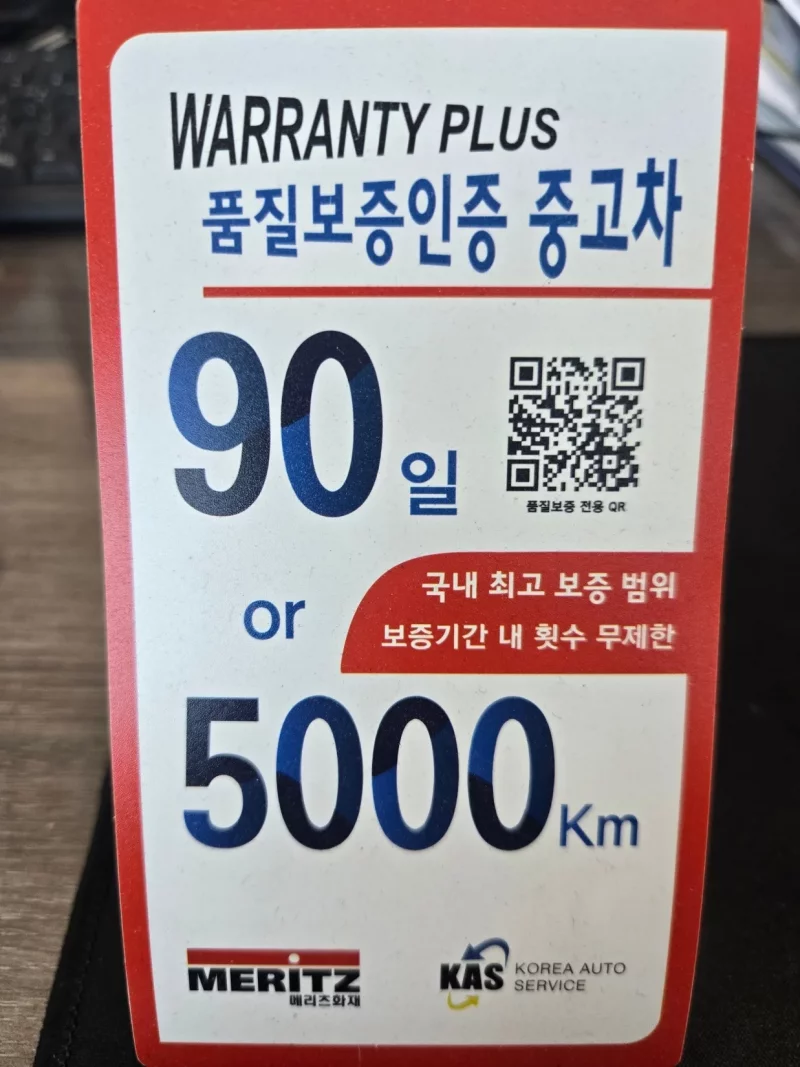 WARRANTY PLUS
품질보증인증 중고차
90일
품질보증 전용 QR
or
국내 최고 보증 범위
보증기간 내 횟수 무제한
5000Km
MERITZ
메리츠화재
KAS KOREA AUTO
SERVICE